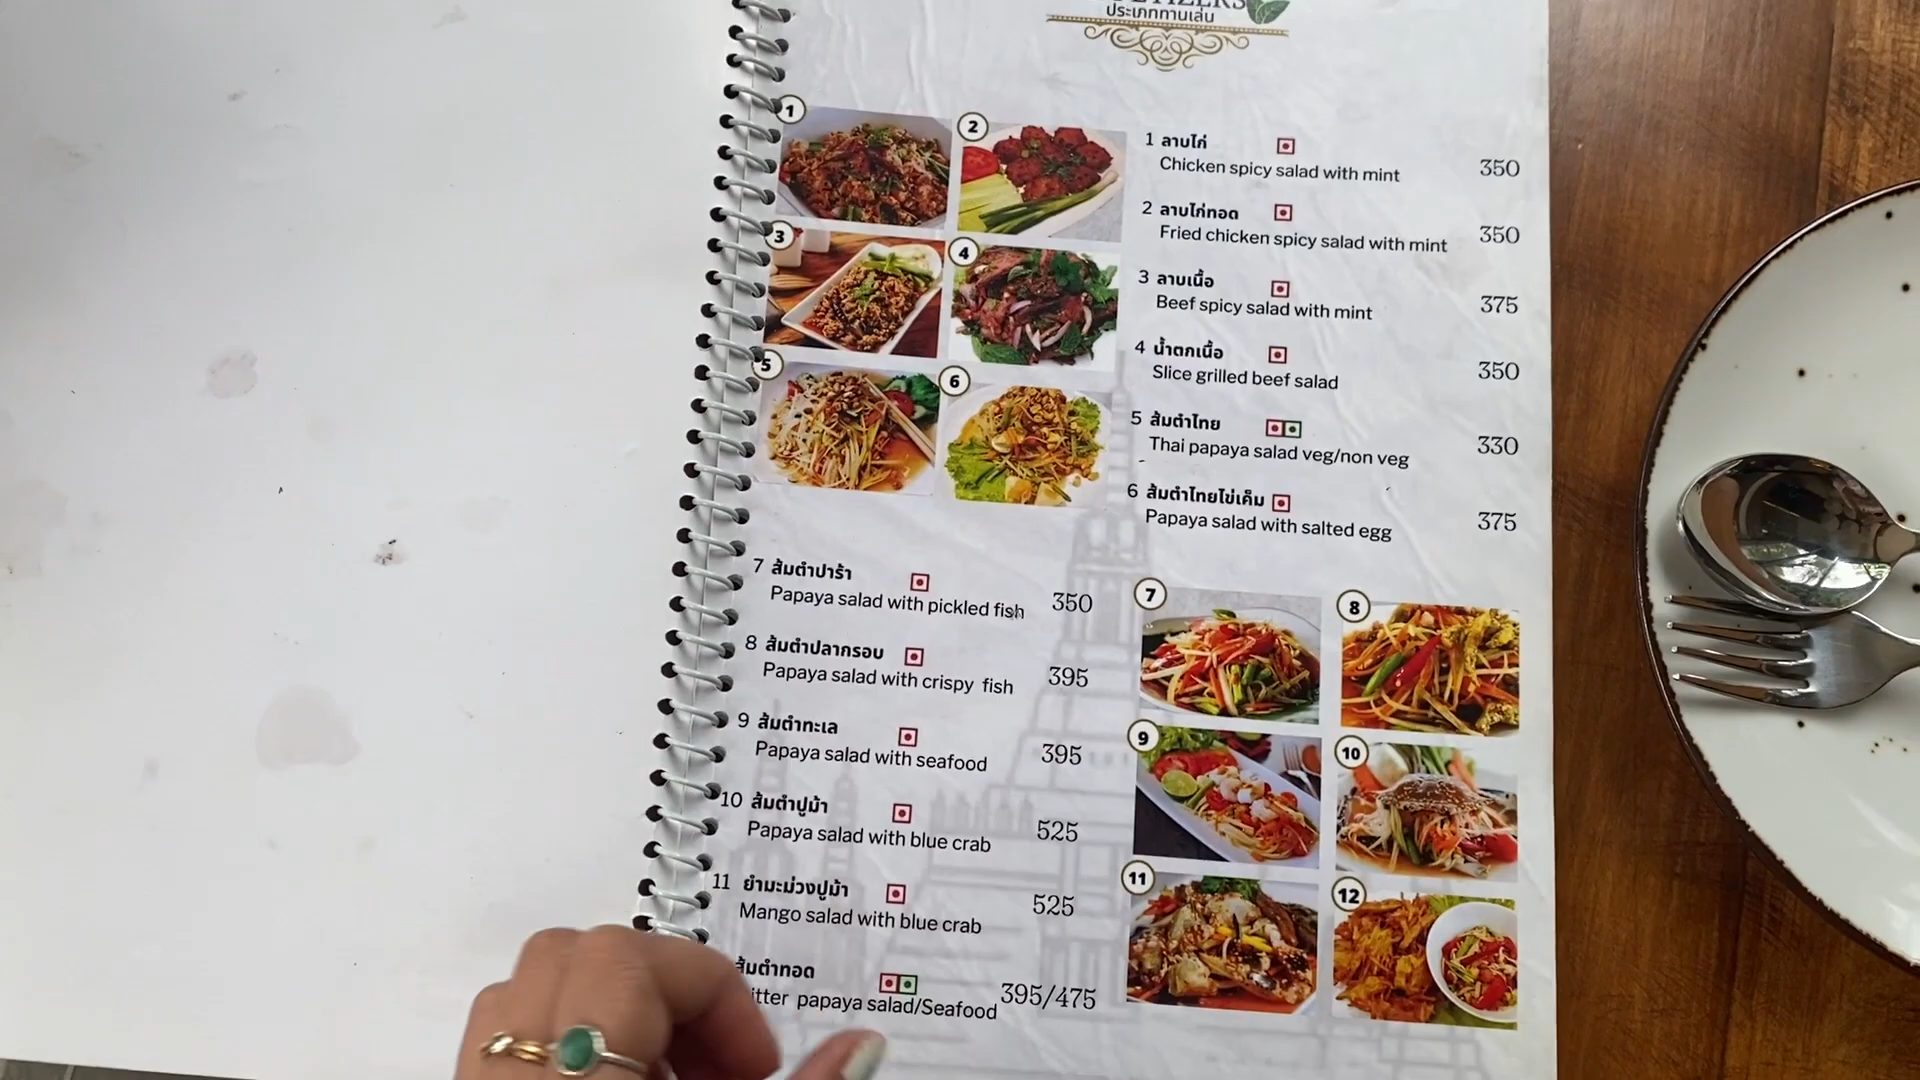 ประเภททานเล่น
1 ลาบไก่
Chicken spicy salad with mint
350
2 ลาบไก่ทอด
Fried chicken spicy salad with mint
350
3 ลาบเนื้อ
Beef spicy salad with mint
375
4 น้ำตกเนื้อ
Slice grilled beef salad
350
5 ส้มตำไทย
Thai papaya salad veg/non veg
330
6 ส้มตำไทยไข่เค็ม
Papaya salad with salted egg
375
1
2
3
4
5
6
7 ส้มตำปาร้า
Papaya salad with pickled fish
350
8 ส้มตำปลากรอบ
Papaya salad with crispy fish
395
9 ส้มตำทะเล
Papaya salad with seafood
395
10 ส้มตำปูม้า
Papaya salad with blue crab
525
11 ยำมะม่วงปูม้า
Mango salad with blue crab
525
ส้มตำทอด
papaya salad/Seafood
395/475
7
8
9
10
11
12